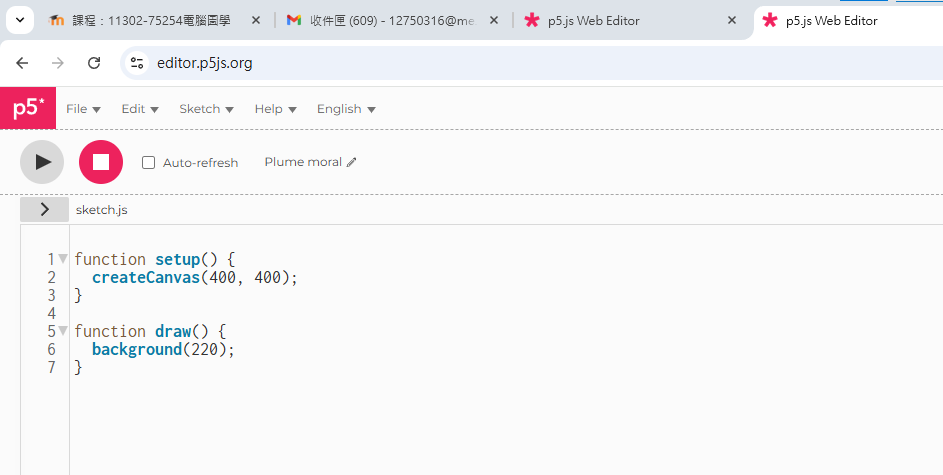 課程：11302-75254電腦園學
收件匣 (609) - 12750316@me
p5.js Web Editor
p5.js Web Editor
editor.p5js.org
p5*
File
Edit
Sketch
Help
English
Auto-refresh
Plume moral
sketch.js
1 function setup() {
2 createCanvas(400, 400);
3 }
4
5 function draw() {
6 background(220);
7 }